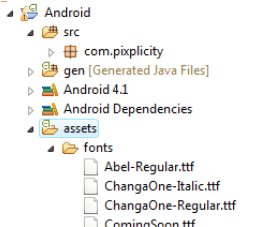 Android
src
com.pixplicity
gen [Generated Java Files]
Android 4.1
Android Dependencies
assets
fonts
Abel-Regular.ttf
ChangaOne-Italic.ttf
ChangaOne-Regular.ttf
ComingSoon.ttf